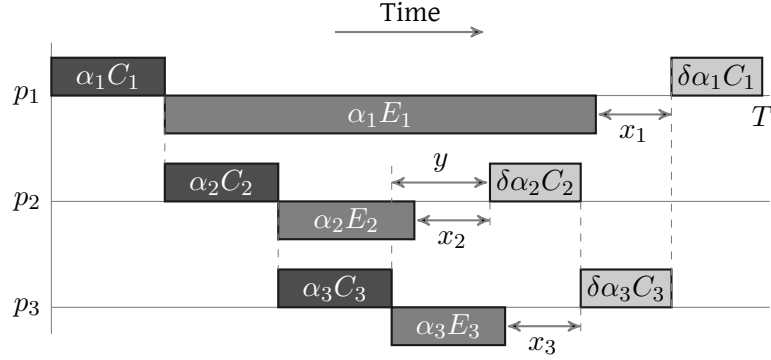 Time
p₁ α₁C₁ δα₁C₁
α₁E₁ x₁ T
p₂ α₂C₂ y δα₂C₂
α₂E₂ x₂
p₃ α₃C₃ δα₃C₃
α₃E₃ x₃